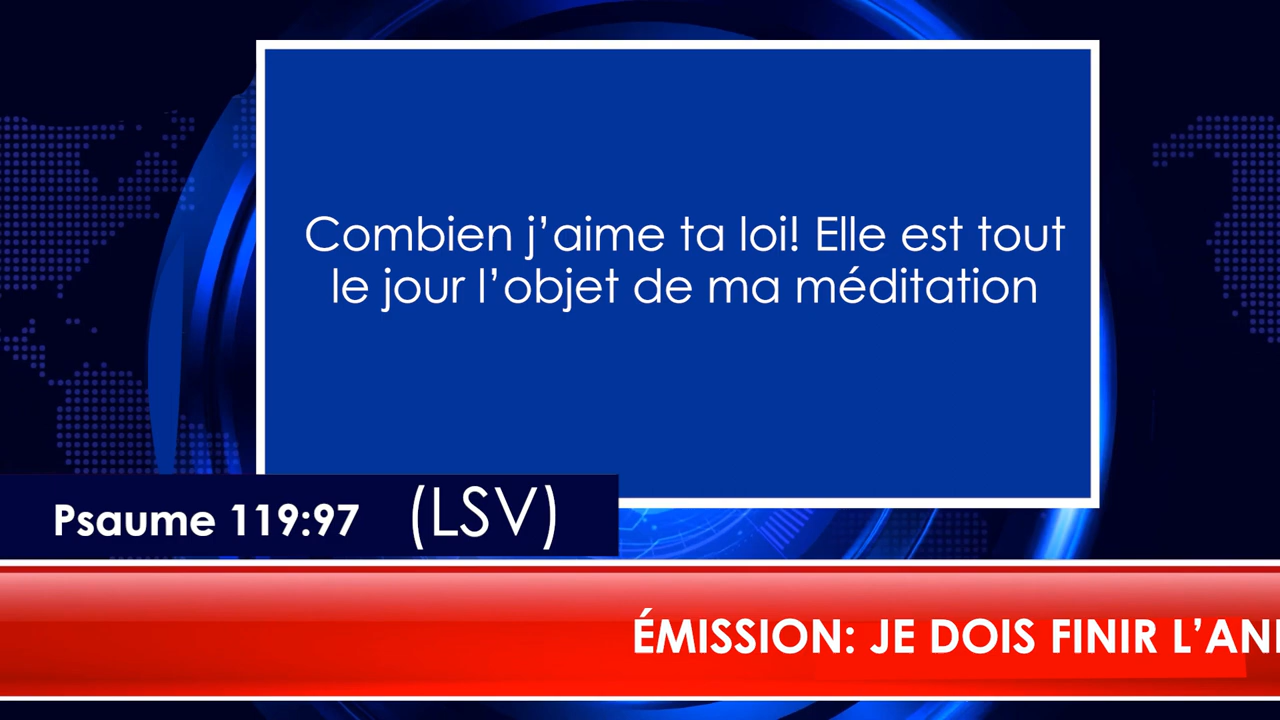 Combien j’aime ta loi! Elle est tout
le jour l’objet de ma méditation
Psaume 119:97 (LSV)
ÉMISSION: JE DOIS FINIR L’AN